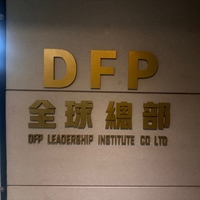 DFP
全球總部
DFP LEADERSHIP INSTITUTE CO LTD